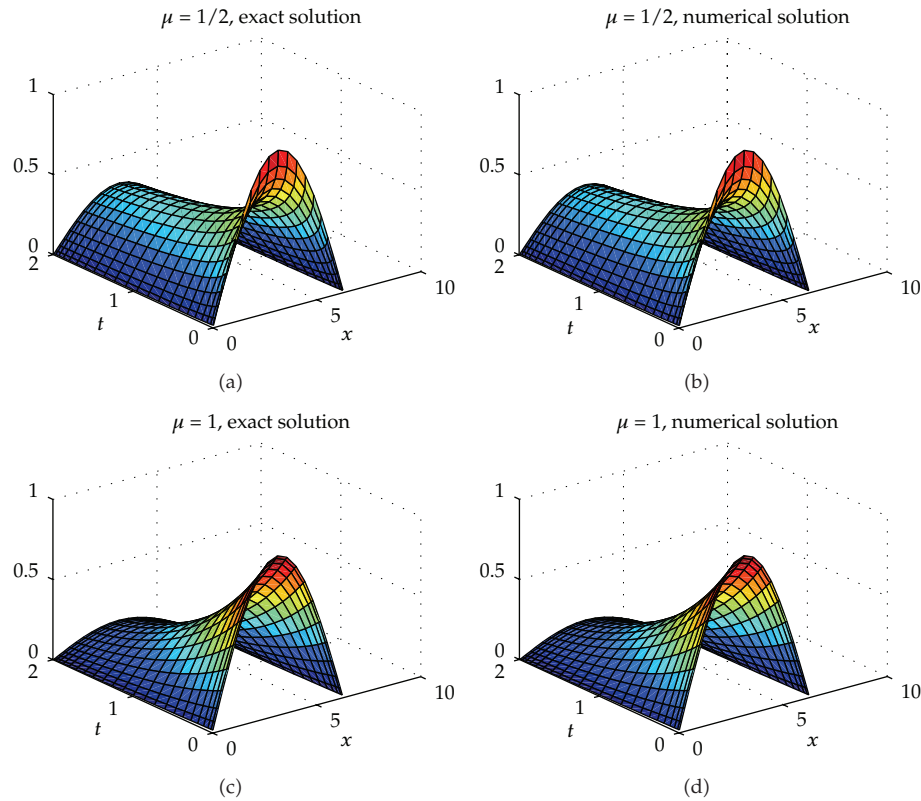 μ = 1/2, exact solution
1
0.5
0
2
1
t
0
0
5
x
10
(a)
μ = 1/2, numerical solution
1
0.5
0
2
1
t
0
0
5
x
10
(b)
μ = 1, exact solution
1
0.5
0
2
1
t
0
0
5
x
10
(c)
μ = 1, numerical solution
1
0.5
0
2
1
t
0
0
5
x
10
(d)